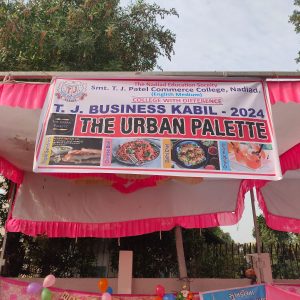 The Nadiad Education Society
Smt. T. J. Patel Commerce College, Nadiad.
(English Medium)
COLLEGE WITH DIFFERENCE
T. J. BUSINESS KABIL - 2024
THE URBAN PALETTE